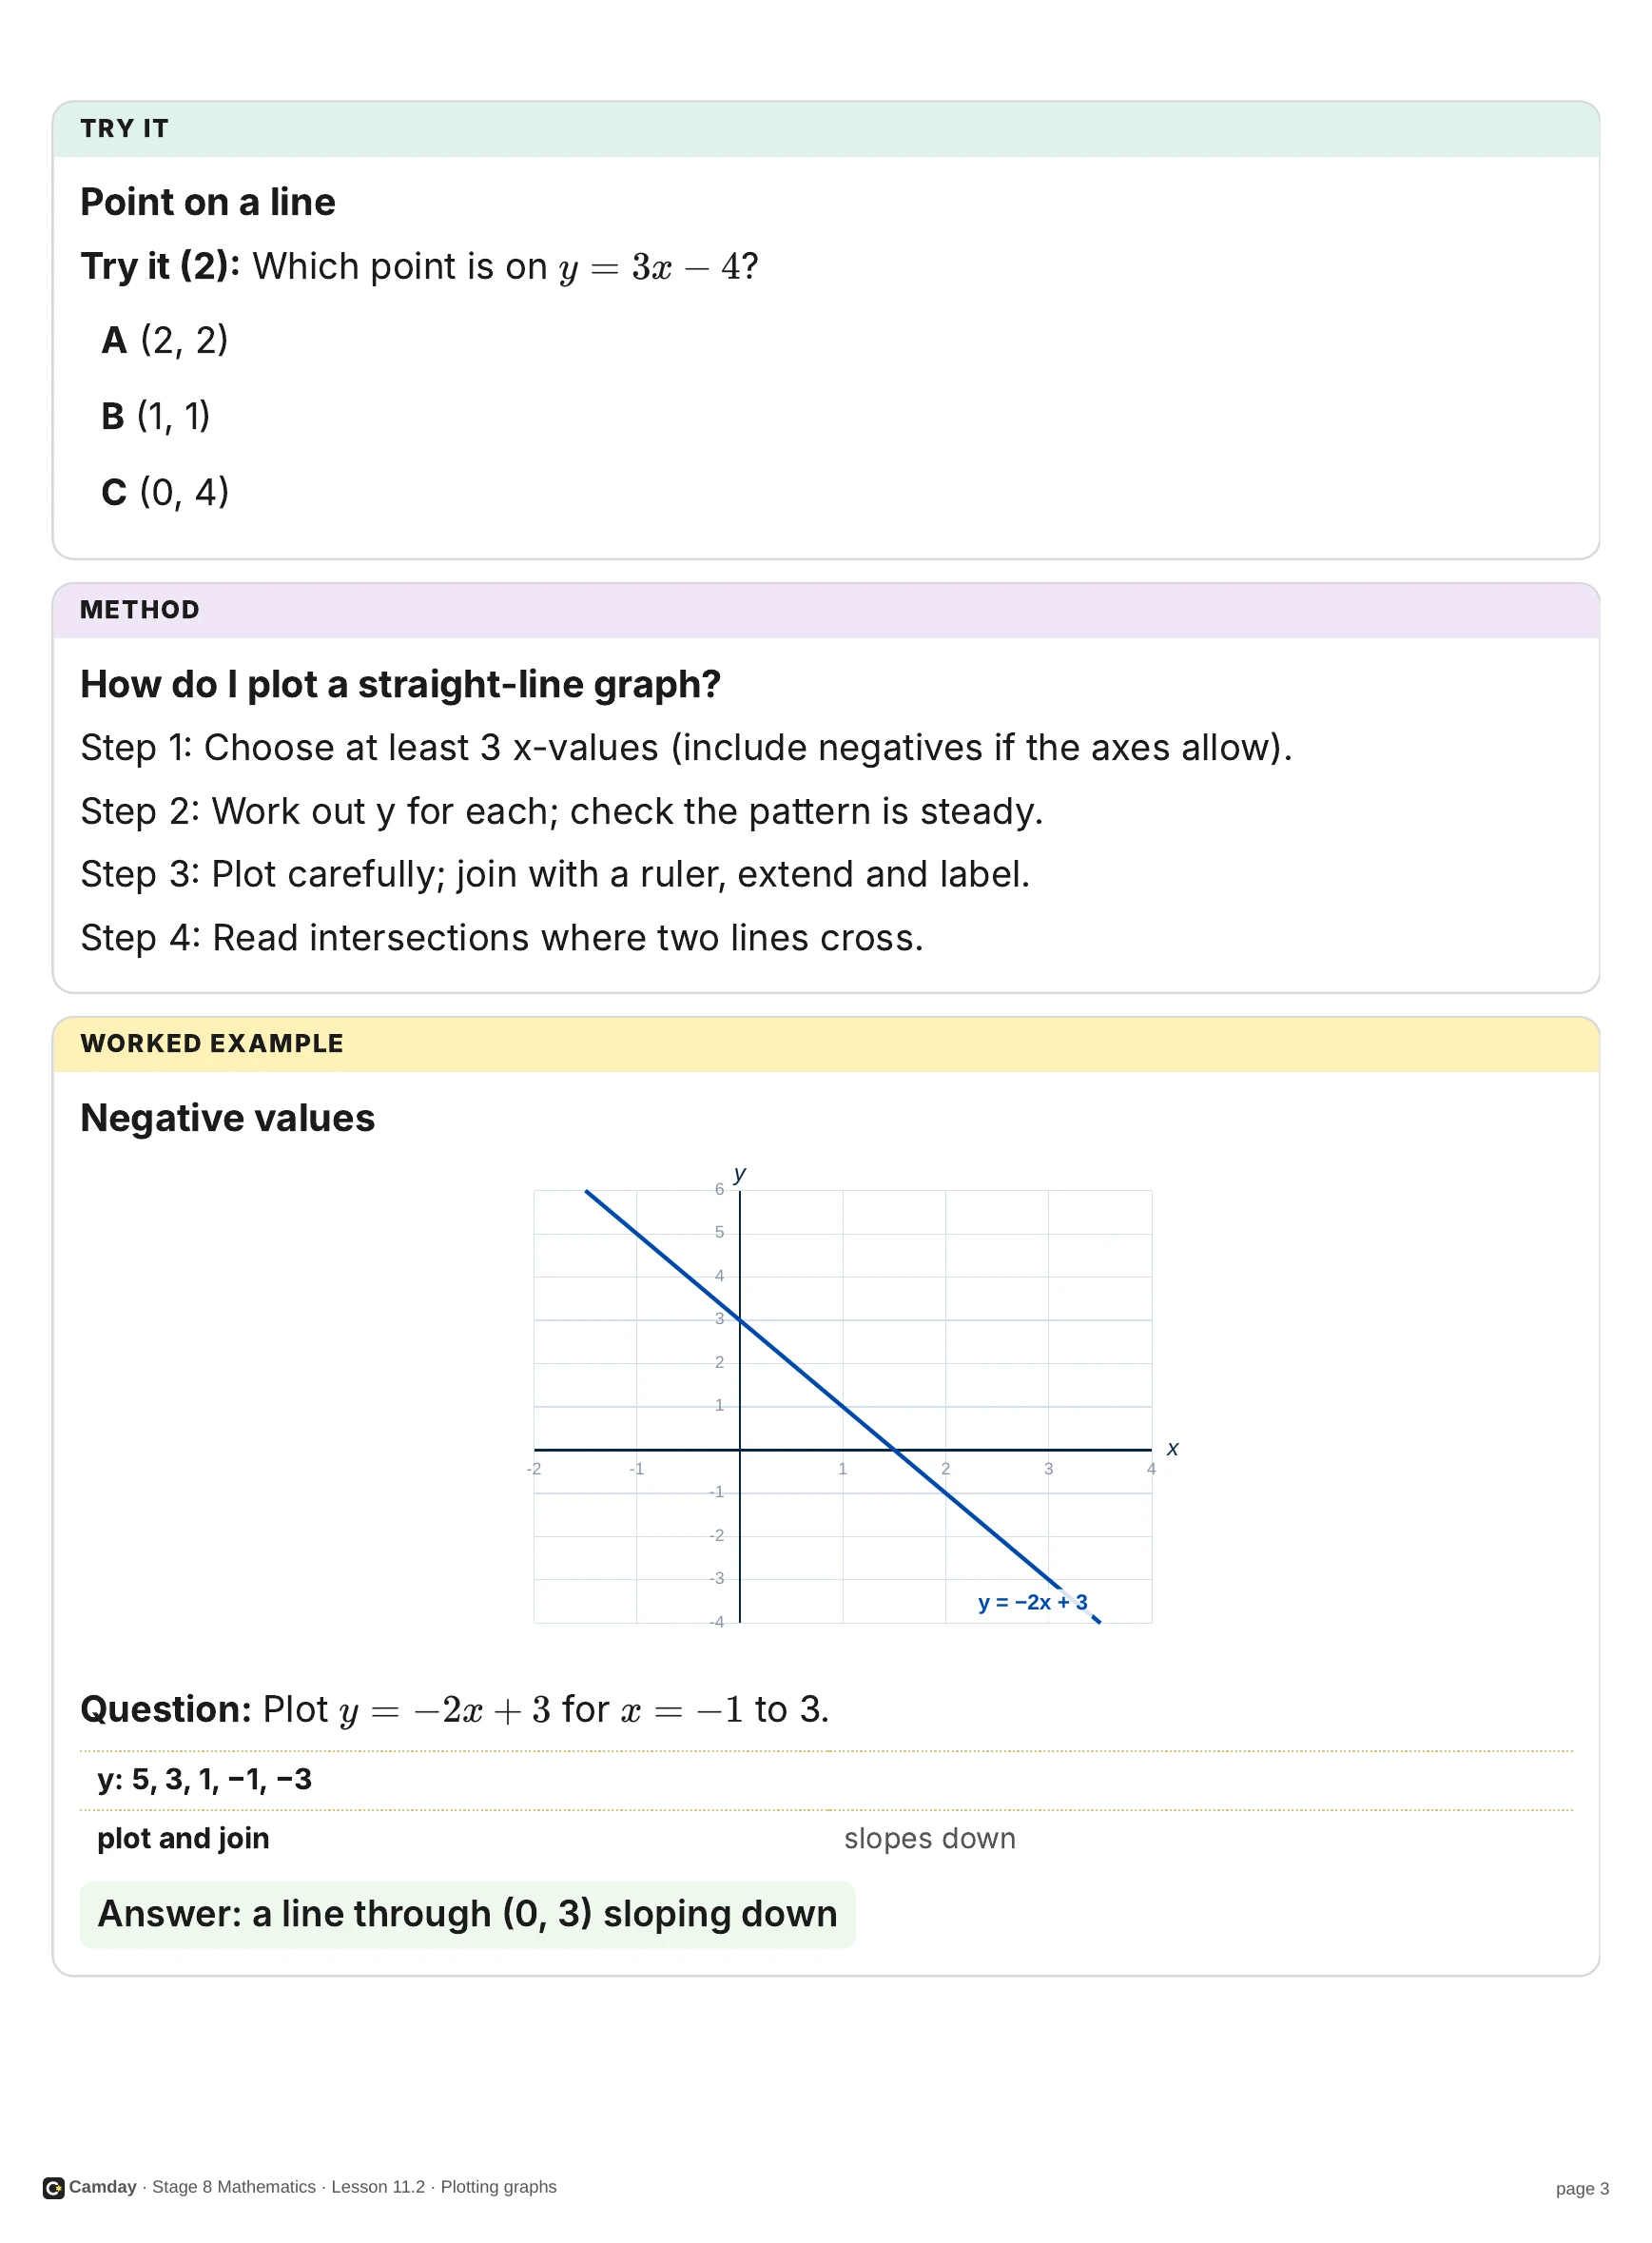 TRY IT
Point on a line
Try it (2): Which point is on y = 3x − 4?
A (2, 2)
B (1, 1)
C (0, 4)
METHOD
How do I plot a straight-line graph?
Step 1: Choose at least 3 x-values (include negatives if the axes allow).
Step 2: Work out y for each; check the pattern is steady.
Step 3: Plot carefully; join with a ruler, extend and label.
Step 4: Read intersections where two lines cross.
WORKED EXAMPLE
Negative values
y
6
5
4
3
2
1
x
-2 -1 1 2 3 4
-1
-2
-3
y = −2x + 3
-4
Question: Plot y = −2x + 3 for x = −1 to 3.
y: 5, 3, 1, −1, −3
plot and join slopes down
Answer: a line through (0, 3) sloping down
Camday · Stage 8 Mathematics · Lesson 11.2 · Plotting graphs page 3